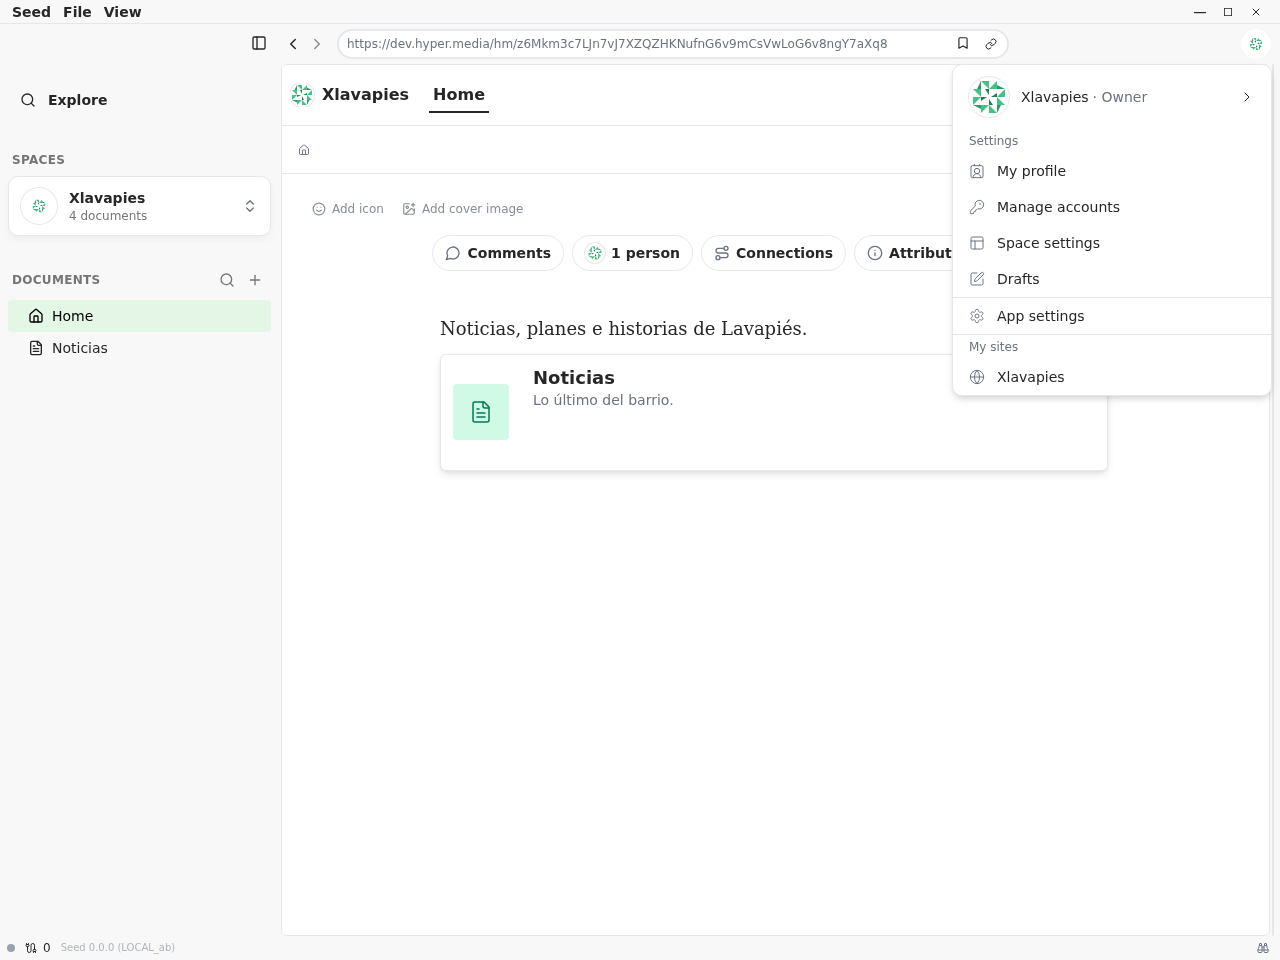 Seed File View
https://dev.hyper.media/hm/z6Mkm3c7LJn7vJ7XZQZHKNufnG6v9mCsVwLoG6v8ngY7aXq8
Explore
SPACES
Xlavapies
4 documents
DOCUMENTS
Home
Noticias
Xlavapies Home
Add icon Add cover image
Comments 1 person Connections Attribut
Noticias, planes e historias de Lavapiés.
Noticias
Lo último del barrio.
Xlavapies · Owner
Settings
My profile
Manage accounts
Space settings
Drafts
App settings
My sites
Xlavapies
0 Seed 0.0.0 (LOCAL_ab)